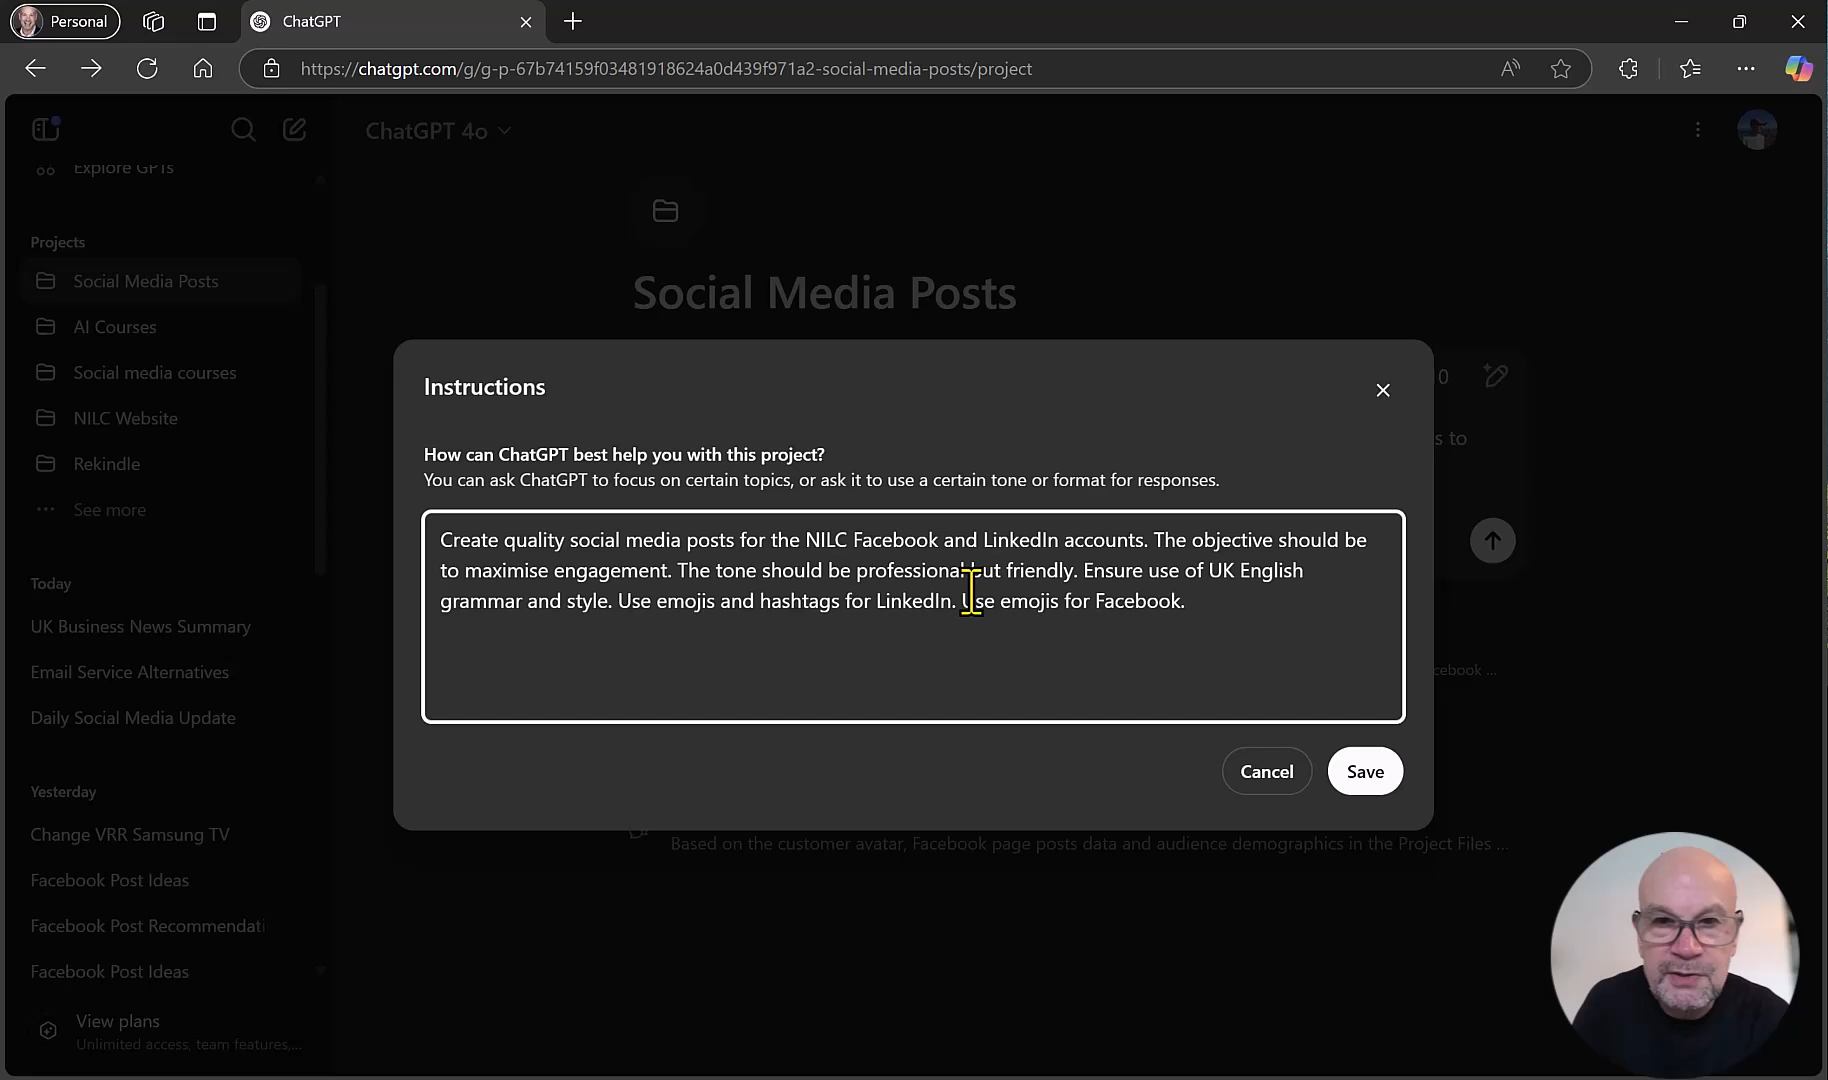 Personal
ChatGPT
https://chatgpt.com/g/g-p-67b74159f03481918624a0d439f971a2-social-media-posts/project
ChatGPT 4o
Explore GPTs
Projects
Social Media Posts
AI Courses
Social media courses
NILC Website
Rekindle
See more
Today
UK Business News Summary
Email Service Alternatives
Daily Social Media Update
Yesterday
Change VRR Samsung TV
Facebook Post Ideas
Facebook Post Recommendati
Facebook Post Ideas
View plans
Unlimited access, team features,...
Social Media Posts
Instructions
How can ChatGPT best help you with this project?
You can ask ChatGPT to focus on certain topics, or ask it to use a certain tone or format for responses.
Create quality social media posts for the NILC Facebook and LinkedIn accounts. The objective should be
to maximise engagement. The tone should be professional but friendly. Ensure use of UK English
grammar and style. Use emojis and hashtags for LinkedIn. Use emojis for Facebook.
Cancel
Save
0
s to
cebook ...
Based on the customer avatar, Facebook page posts data and audience demographics in the Project Files ...